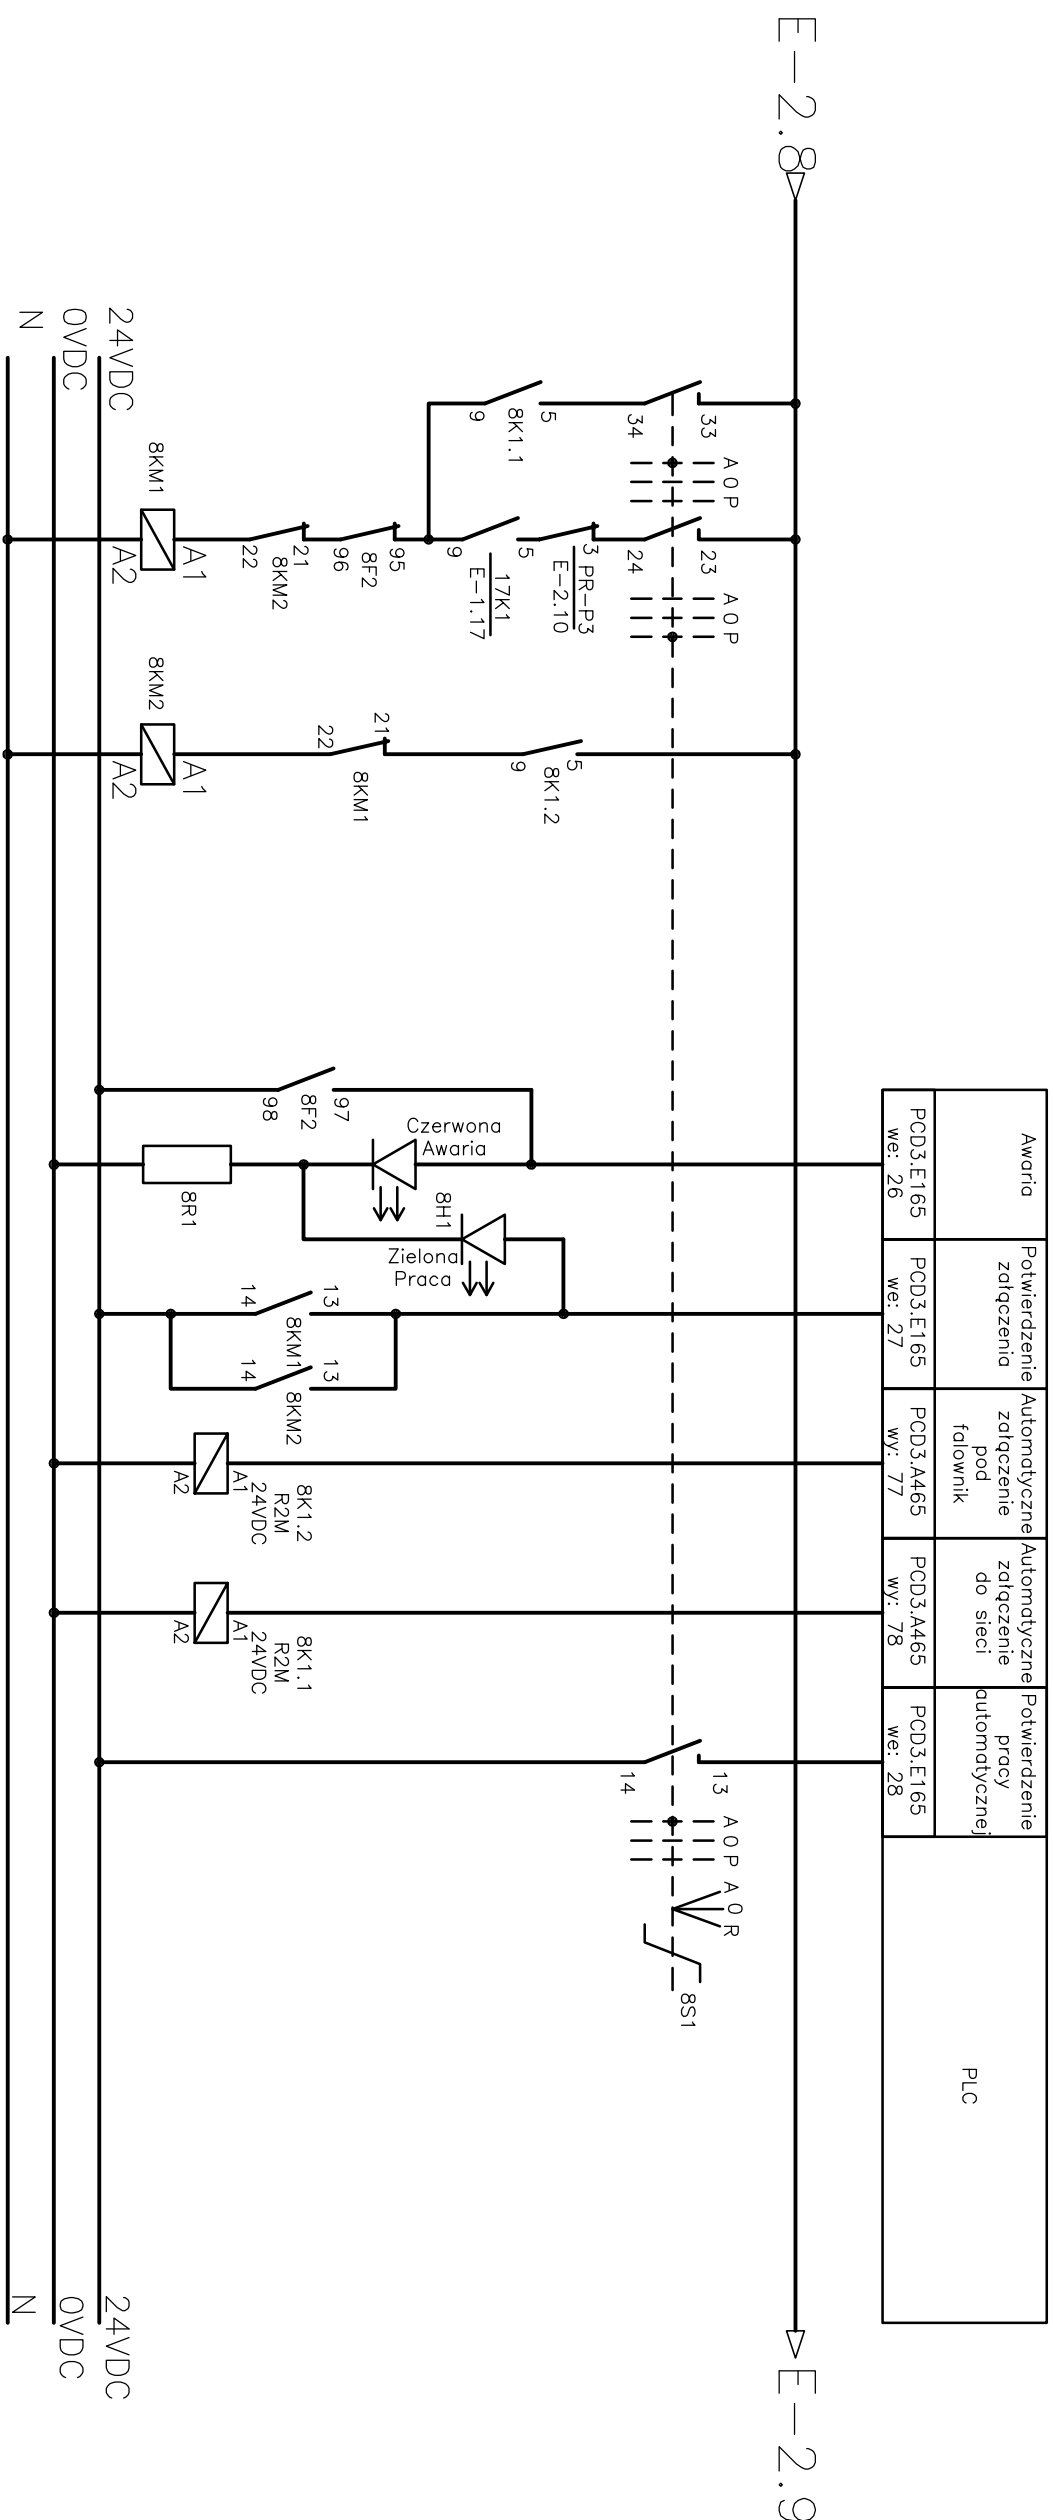 E-2.8
E-2.9
Awaria
PCD3.E165
we: 26
Potwierdzenie
załączenia
PCD3.E165
we: 27
Automatyczne
załączenie
pod
falownik
PCD3.A465
wy: 77
Automatyczne
załączenie
do sieci
PCD3.A465
wy: 78
Potwierdzenie
pracy
automatycznej
PCD3.E165
we: 28
PLC
33
34
A 0 P
5
8K1.1
9
23
24
A 0 P
3 PR-P3
E-2.10
5
17K1
E-1.17
9
95
8F2
96
21
8KM2
22
A1
8KM1
A2
5
8K1.2
9
21
8KM1
22
A1
8KM2
A2
97
8F2
98
Czerwona
Awaria
8H1
Zielona
Praca
8R1
13
8KM1
14
13
8KM2
14
8K1.2
R2M
24VDC
A1
A2
8K1.1
R2M
24VDC
A1
A2
13
14
A 0 P
A 0 R
8S1
24VDC
0VDC
N
24VDC
0VDC
N